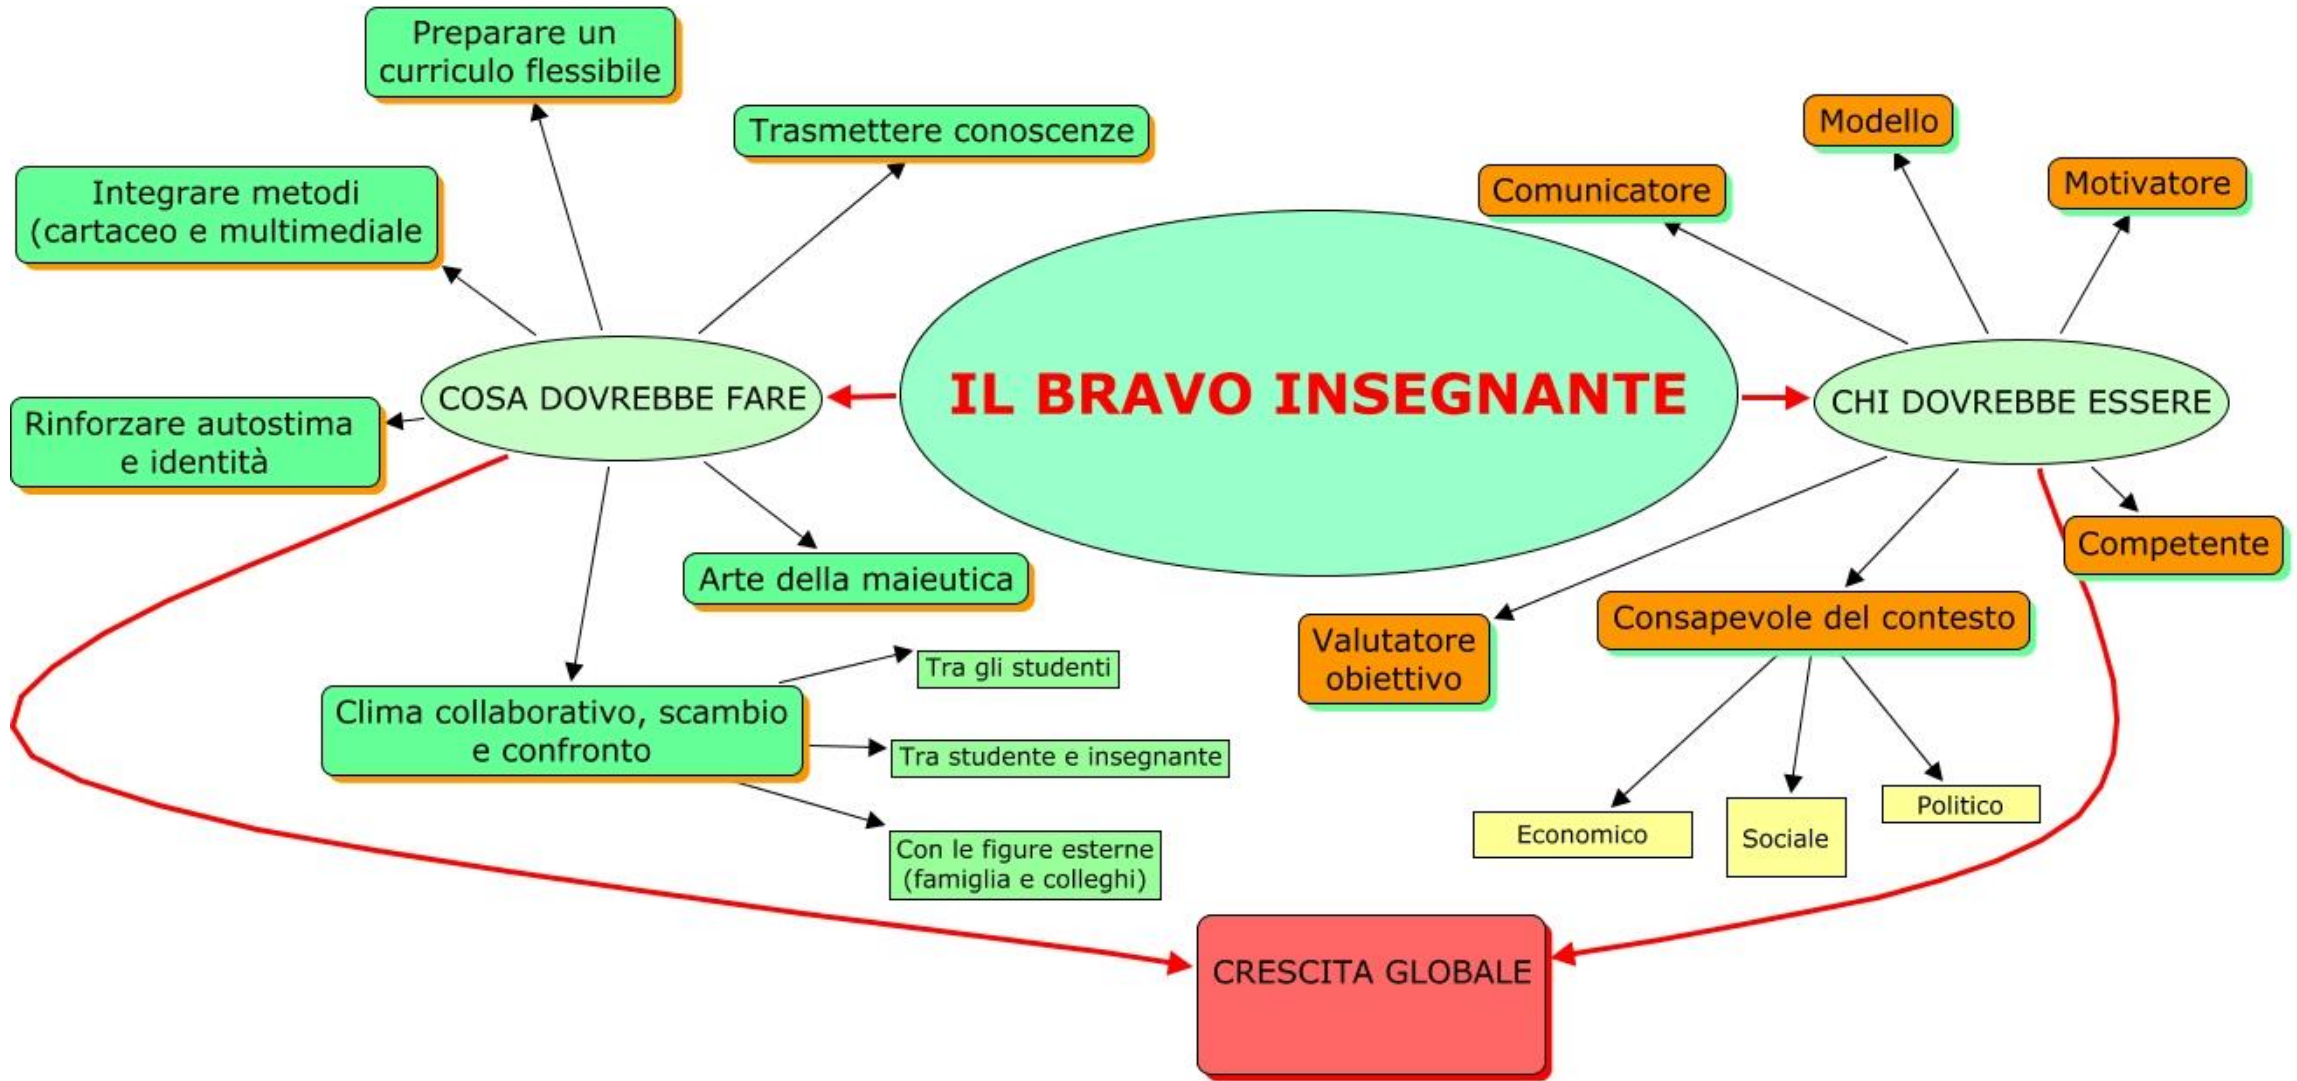 Preparare un
curriculo flessibile
Trasmettere conoscenze
Modello
Motivatore
Comunicatore
Integrare metodi
(cartaceo e multimediale
IL BRAVO INSEGNANTE
COSA DOVREBBE FARE
CHI DOVREBBE ESSERE
Rinforzare autostima
e identità
Competente
Arte della maieutica
Consapevole del contesto
Valutatore
obiettivo
Tra gli studenti
Clima collaborativo, scambio
e confronto
Tra studente e insegnante
Con le figure esterne
(famiglia e colleghi)
Economico
Sociale
Politico
CRESCITA GLOBALE